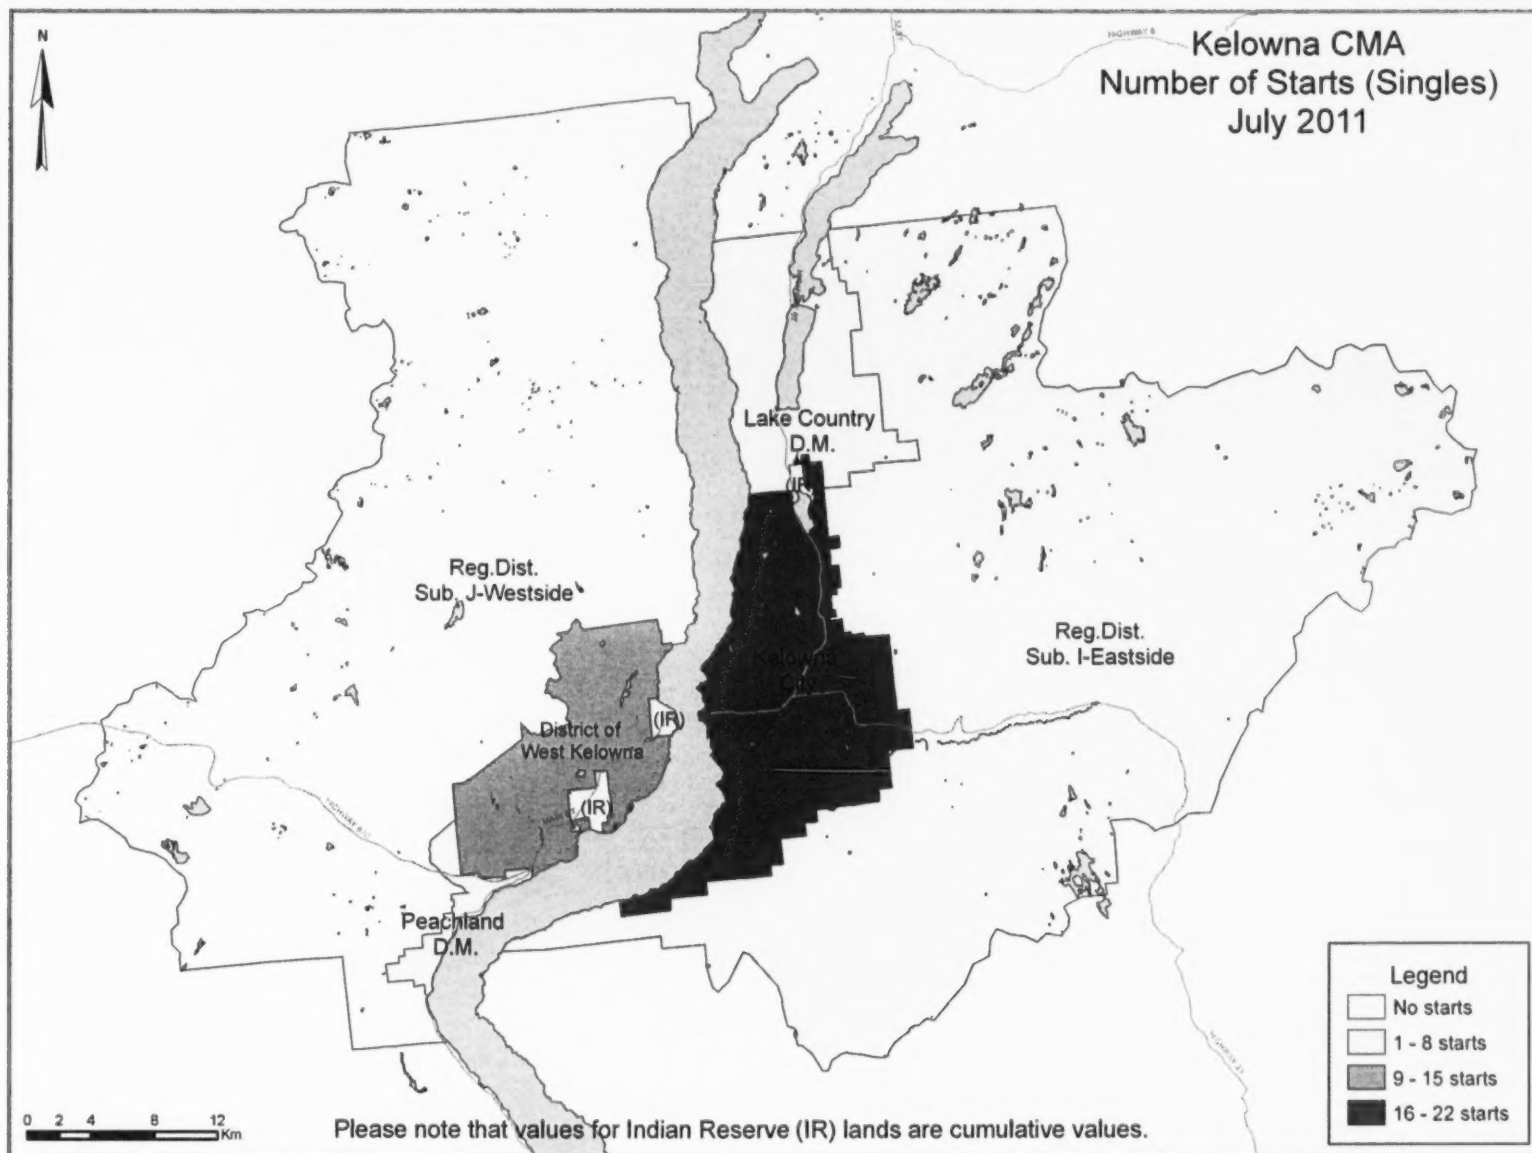 N
Kelowna CMA
Number of Starts (Singles)
July 2011
HIGHWAY 6
Lake Country
D.M.
(IR)
Reg.Dist.
Sub. J-Westside
Reg.Dist.
Sub. I-Eastside
Kelowna
City
(IR)
District of
West Kelowna
(IR)
Peachland
D.M.
Legend
No starts
1 - 8 starts
9 - 15 starts
16 - 22 starts
0 2 4 8 12
Km
Please note that values for Indian Reserve (IR) lands are cumulative values.